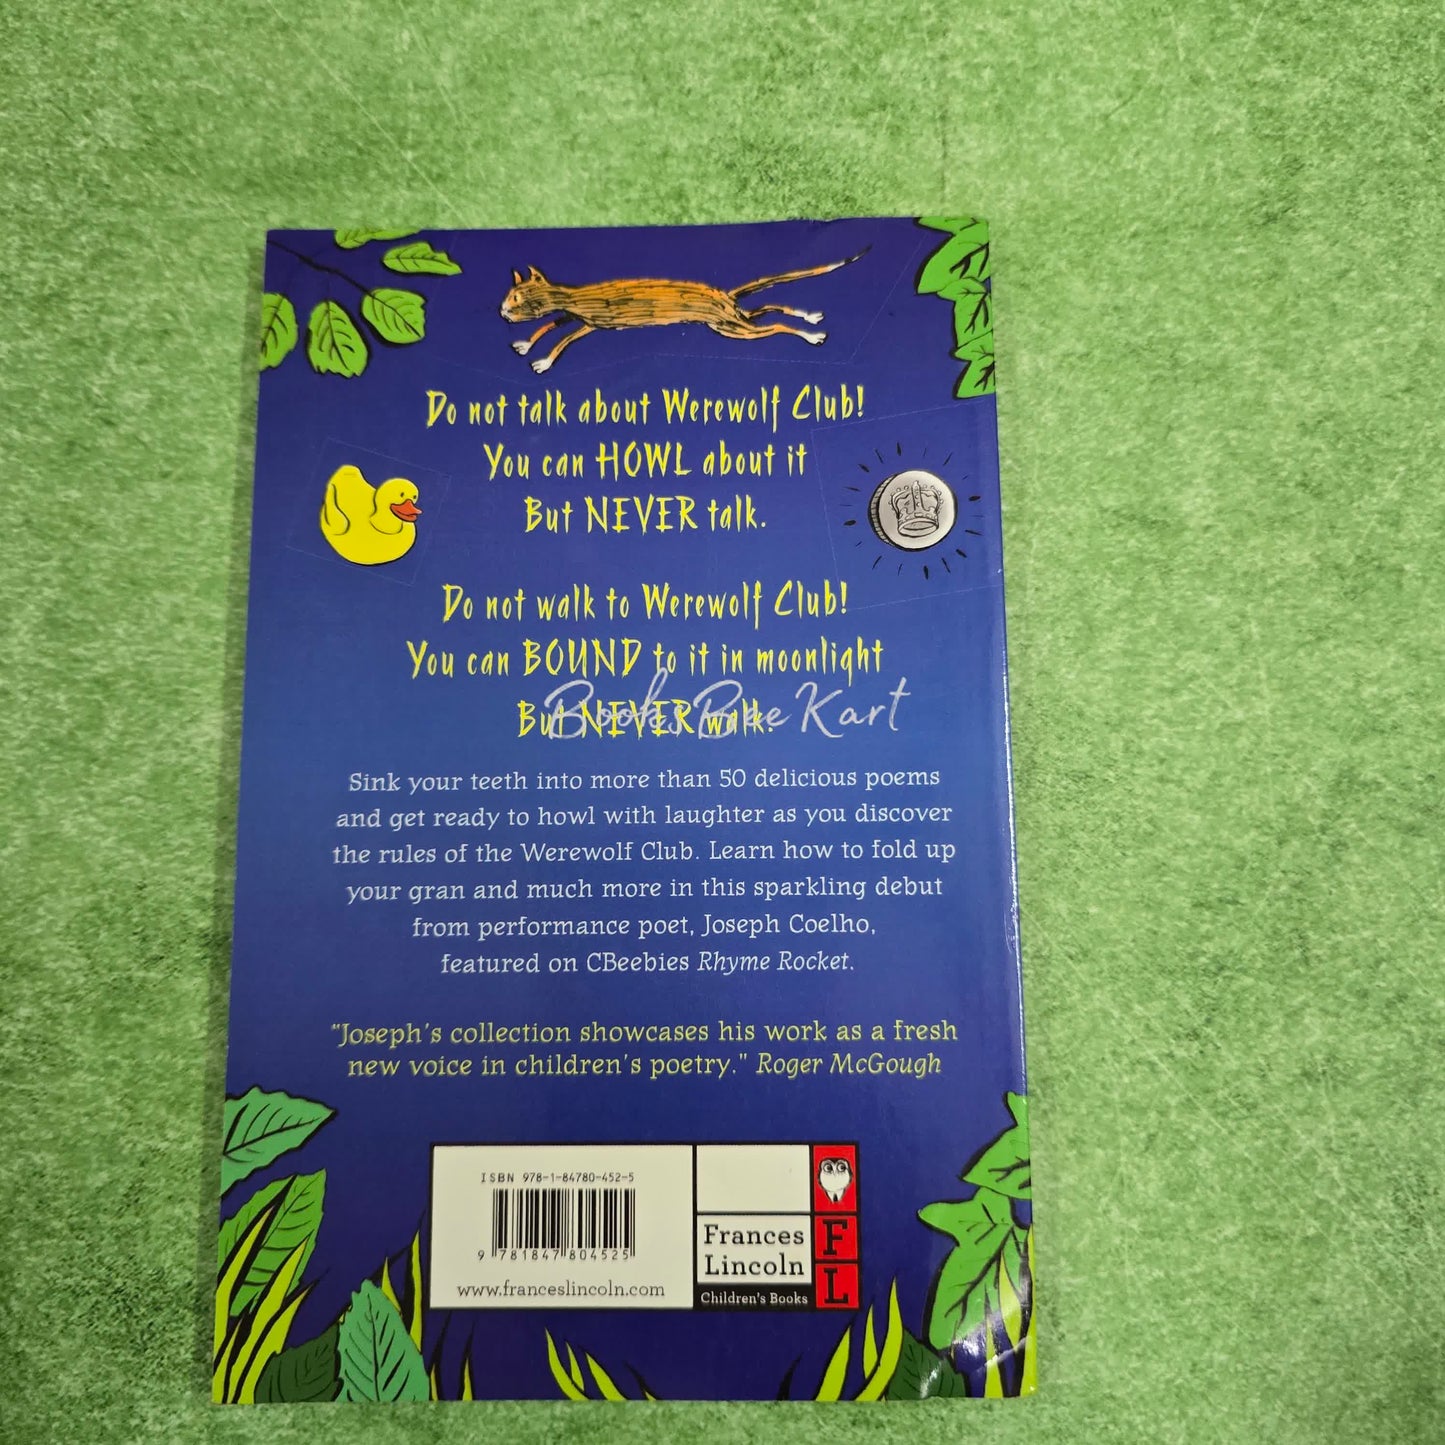 Do not talk about Werewolf Club!
You can HOWL about it
But NEVER talk.
Do not walk to Werewolf Club!
You can BOUND to it in moonlight
But NEVER walk.
Books Bee Kart
Sink your teeth into more than 50 delicious poems
and get ready to howl with laughter as you discover
the rules of the Werewolf Club. Learn how to fold up
your gran and much more in this sparkling debut
from performance poet, Joseph Coelho,
featured on CBeebies Rhyme Rocket.
"Joseph's collection showcases his work as a fresh
new voice in children's poetry." Roger McGough
ISBN 978-1-84780-452-5
9 781847 804525
www.franceslincoln.com
Frances
Lincoln
Children's Books
F
L